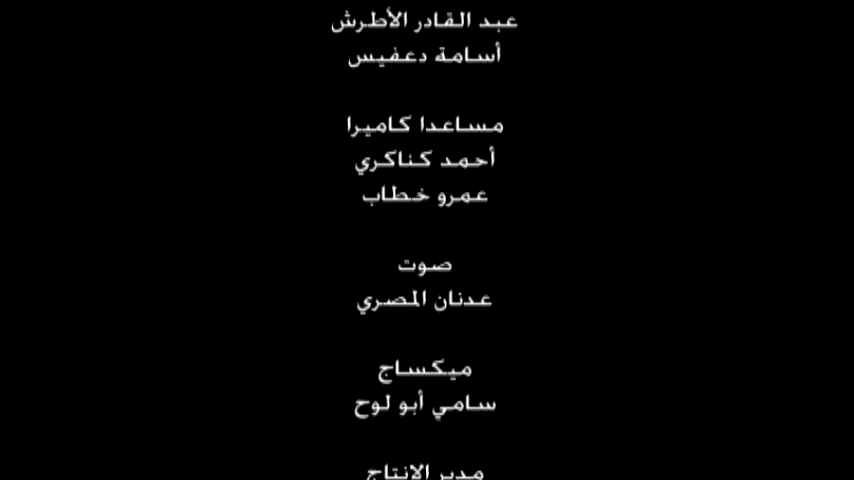 عبد القادر الأطرش
أسامة دعفيس
مساعدا كاميرا
أحمد كناكري
عمرو خطاب
صوت
عدنان المصري
ميكساج
سامي أبو لوح
مدير الانتاج